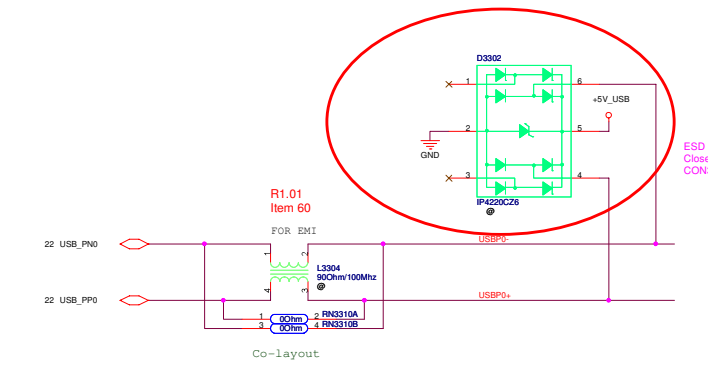 D3302
1
6
+5V_USB
2
5
GND
ESD
Close
CON
3
4
IP4220CZ6
@
R1.01
Item 60
FOR EMI
22 USB_PN0
USBP0-
1
2
L3304
90Ohm/100Mhz
@
4
3
22 USB_PP0
USBP0+
1 0Ohm 2 RN3310A
3 0Ohm 4 RN3310B
Co-layout